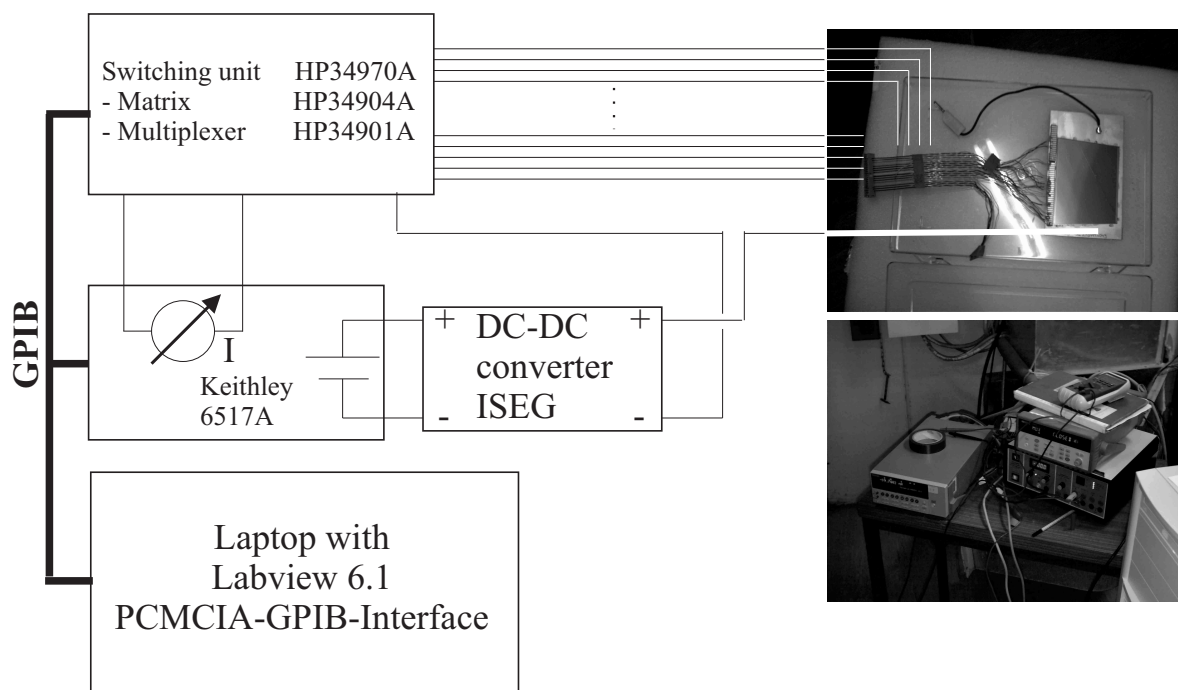 Switching unit HP34970A
- Matrix HP34904A
- Multiplexer HP34901A
GPIB
I
Keithley
6517A
+ DC-DC +
converter
- ISEG -
Laptop with
Labview 6.1
PCMCIA-GPIB-Interface